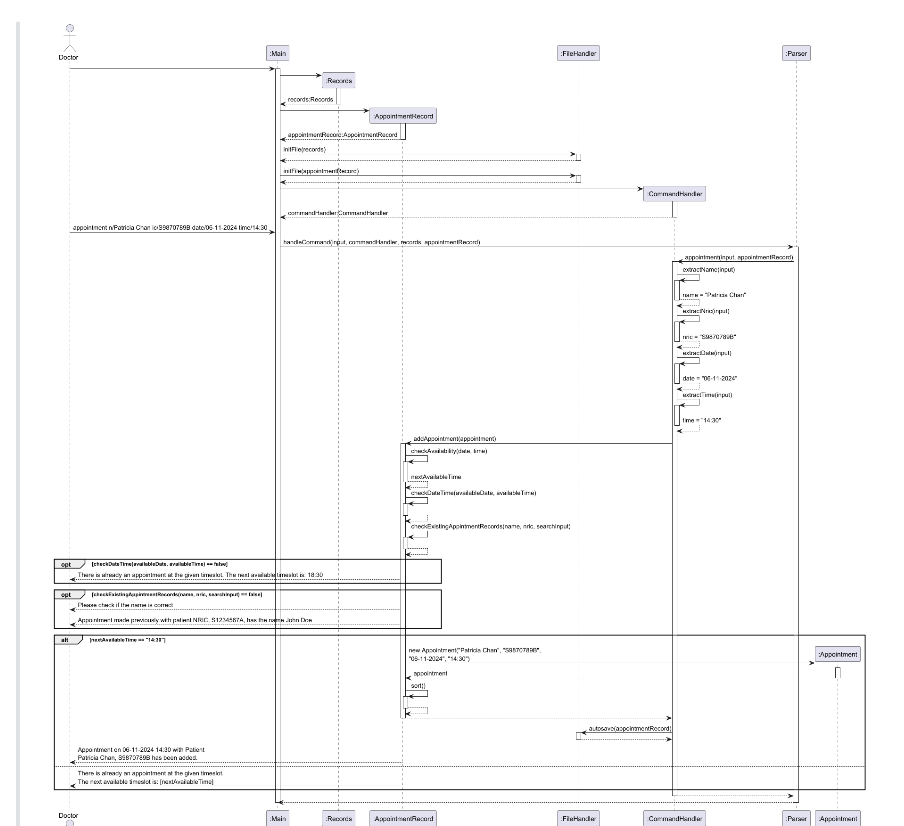 Doctor
:Main
:FileHandler
:Parser
:Records
records:Records
:AppointmentRecord
appointmentRecord:AppointmentRecord
initFile(records)
initFile(appointmentRecord)
:CommandHandler
commandHandler:CommandHandler
appointment n/Patricia Chan ic/S9870789B date/06-11-2024 time/14:30
handleCommand(input, commandHandler, records, appointmentRecord)
appointment(input, appointmentRecord)
extractName(input)
name = "Patricia Chan"
extractNric(input)
nric = "S9870789B"
extractDate(input)
date = "06-11-2024"
extractTime(input)
time = "14:30"
addAppointment(appointment)
checkAvailability(date, time)
nextAvailableTime
checkDateTime(availableDate, availableTime)
checkExistingAppintmentRecords(name, nric, searchInput)
opt [checkDateTime(availableDate, availableTime) == false]
There is already an appointment at the given timeslot. The next available timeslot is: 18:30
opt [checkExistingAppintmentRecords(name, nric, searchInput) == false]
Please check if the name is correct
Appointment made previously with patient NRIC, S1234567A, has the name John Doe
alt [nextAvailableTime == "14:30"]
new Appointment("Patricia Chan", "S9870789B",
"06-11-2024", "14:30")
:Appointment
appointment
sort()
autosave(appointmentRecord)
Appointment on 06-11-2024 14:30 with Patient
Patricia Chan, S9870789B has been added.
There is already an appointment at the given timeslot.
The next available timeslot is: [nextAvailableTime]
Doctor
:Main
:Records
:AppointmentRecord
:FileHandler
:CommandHandler
:Parser
:Appointment